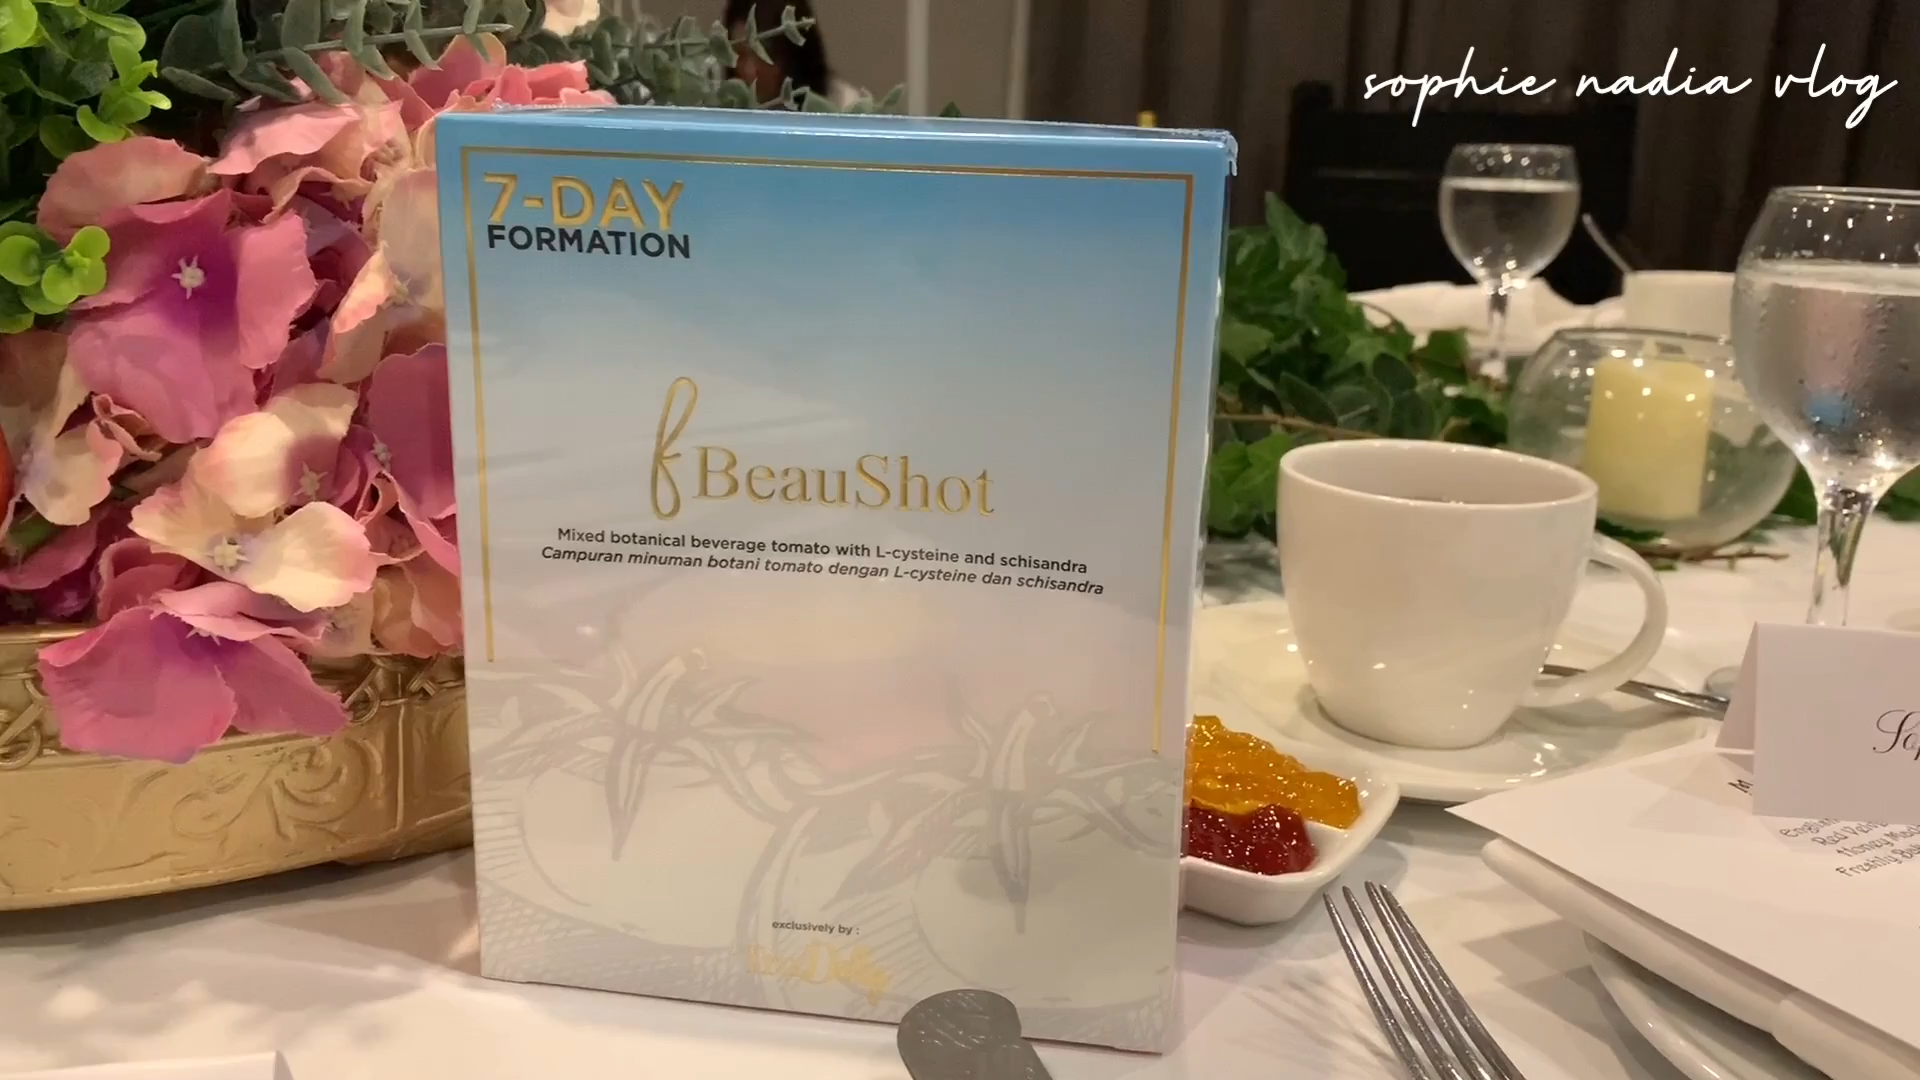 sophie nadia vlog
7-DAY
FORMATION
f BeauShot
Mixed botanical beverage tomato with L-cysteine and schisandra
Campuran minuman botani tomato dengan L-cysteine dan schisandra
exclusively by :